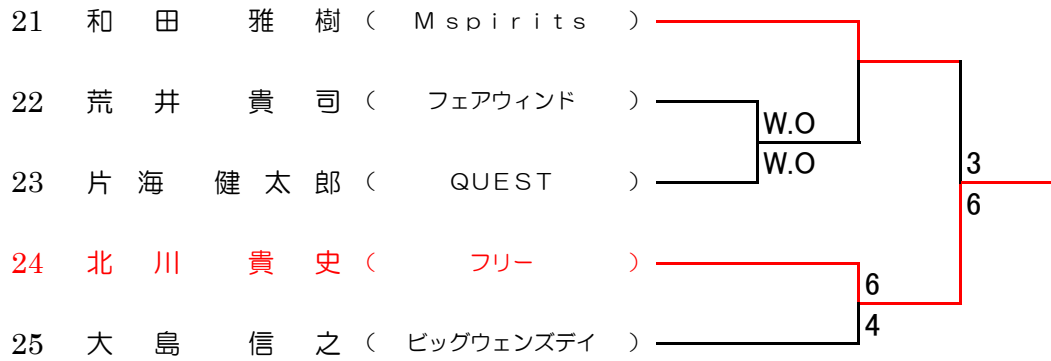 21 和田 雅樹 ( Mspirits )
22 荒井 貴司 ( フェアウィンド )
W.O
W.O
23 片海 健太郎 ( QUEST )
3
6
24 北川 貴史 ( フリー )
6
4
25 大島 信之 ( ビッグウェンズデイ )